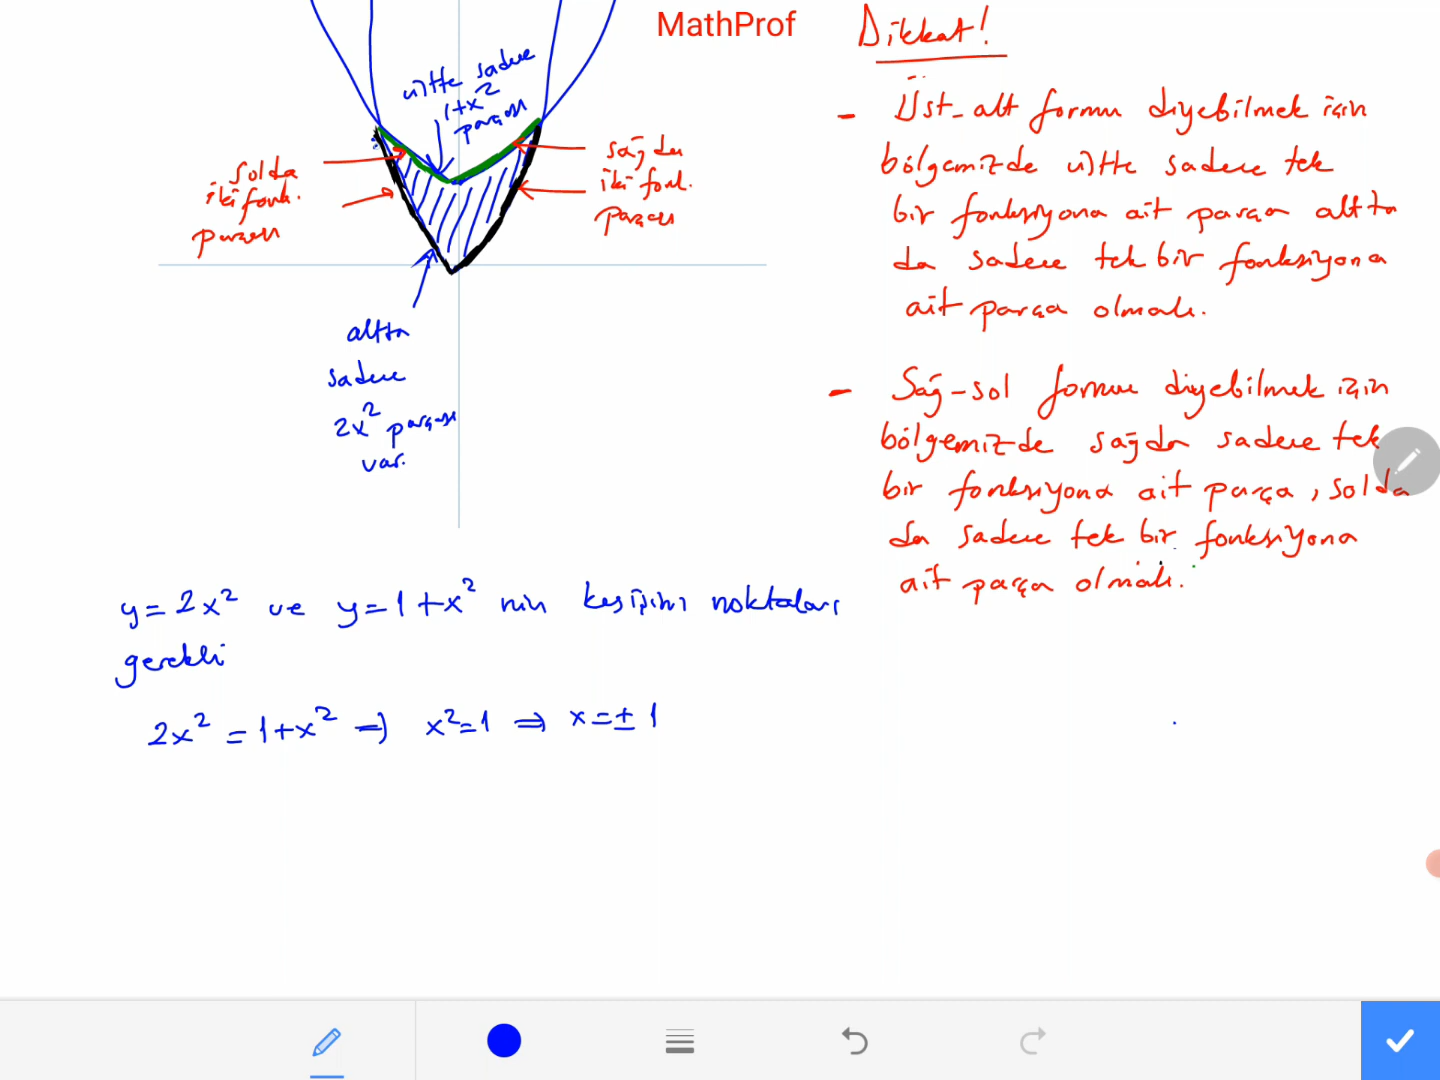 MathProf
üstte sadece
1+x²
parçası
solda
iki fonk.
parçası
sağda
iki fonk.
parçası
altta
sadece
2x² parçası
var.
y=2x² ve y=1+x² nin kesişim noktaları
gerekli
2x² = 1+x² ⇒ x²=1 ⇒ x=± 1
Dikkat!
- Üst-alt formu diyebilmek için
bölgemizde üstte sadece tek
bir fonksiyona ait parça altta
da sadece tek bir fonksiyona
ait parça olmalı.
- Sağ-sol formu diyebilmek için
bölgemizde sağda sadece tek
bir fonksiyona ait parça, solda
da sadece tek bir fonksiyona
ait parça olmalı.